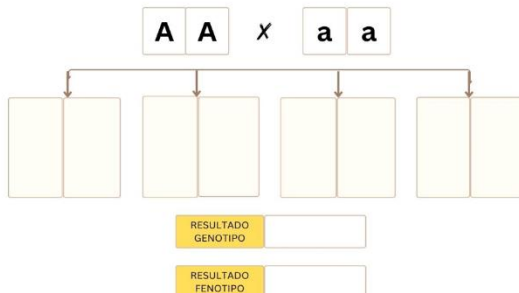 A A X a a
RESULTADO
GENOTIPO
RESULTADO
FENOTIPO